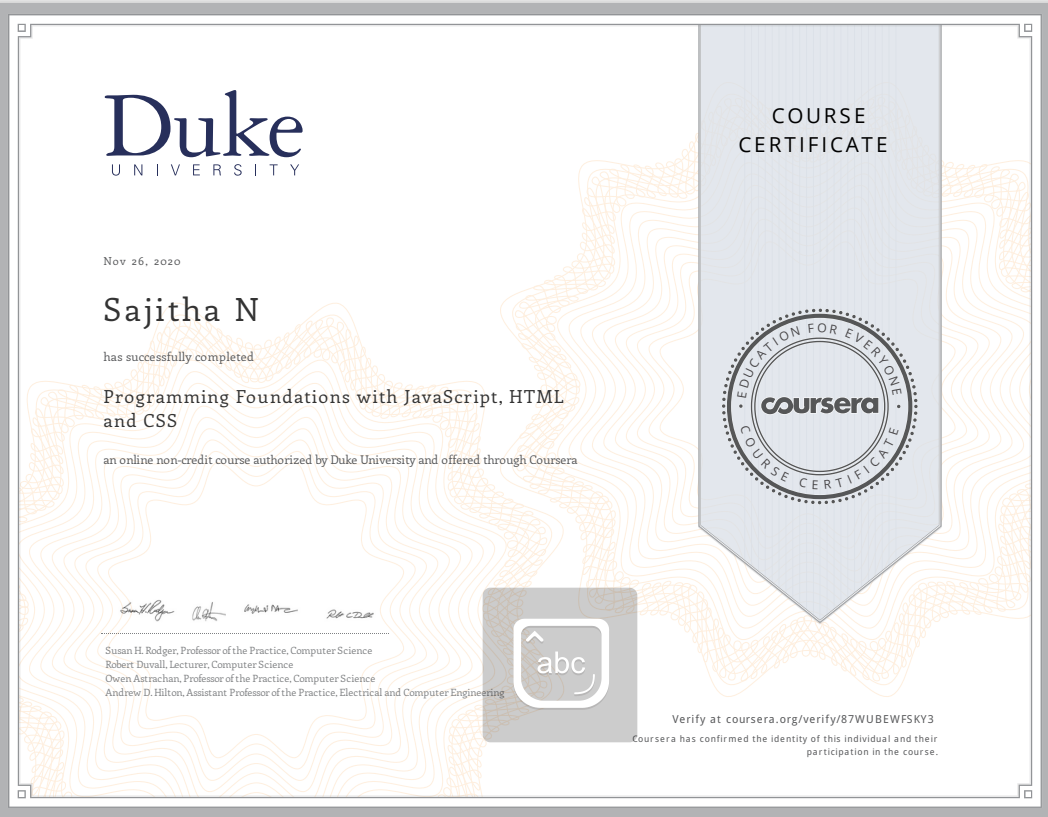 Duke
UNIVERSITY
COURSE
CERTIFICATE
Nov 26, 2020
Sajitha N
has successfully completed
Programming Foundations with JavaScript, HTML
and CSS
an online non-credit course authorized by Duke University and offered through Coursera
EDUCATION FOR EVERYONE
coursera
COURSE CERTIFICATE
Susan H. Rodger, Professor of the Practice, Computer Science
Robert Duvall, Lecturer, Computer Science
Owen Astrachan, Professor of the Practice, Computer Science
Andrew D. Hilton, Assistant Professor of the Practice, Electrical and Computer Engineering
abc
Verify at coursera.org/verify/87WUBEWFSKY3
Coursera has confirmed the identity of this individual and their
participation in the course.